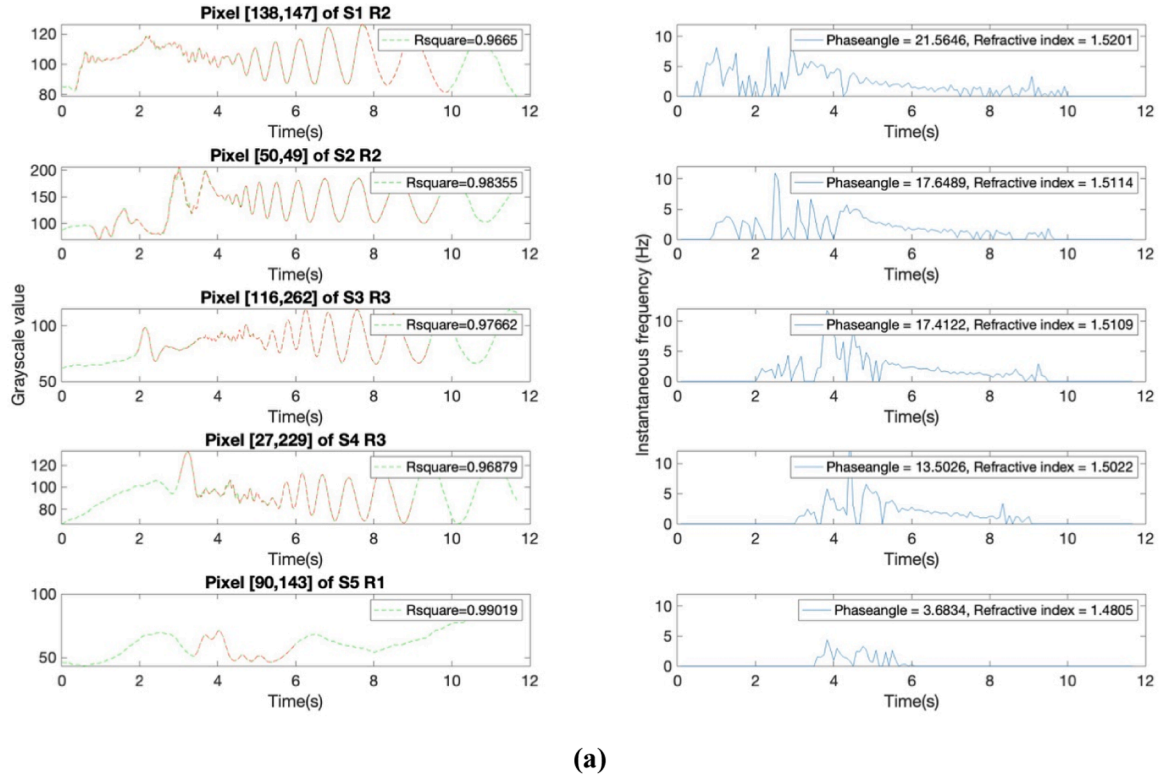 Pixel [138,147] of S1 R2
120
100
80
Rsquare=0.9665
0 2 4 6 8 10 12
Time(s)
10
5
0
Phaseangle = 21.5646, Refractive index = 1.5201
0 2 4 6 8 10 12
Time(s)
Pixel [50,49] of S2 R2
200
150
100
Rsquare=0.98355
0 2 4 6 8 10 12
Time(s)
10
5
0
Phaseangle = 17.6489, Refractive index = 1.5114
0 2 4 6 8 10 12
Time(s)
Grayscale value
Instantaneous frequency (Hz)
Pixel [116,262] of S3 R3
100
50
Rsquare=0.97662
0 2 4 6 8 10 12
Time(s)
10
5
0
Phaseangle = 17.4122, Refractive index = 1.5109
0 2 4 6 8 10 12
Time(s)
Pixel [27,229] of S4 R3
120
100
80
Rsquare=0.96879
0 2 4 6 8 10 12
Time(s)
10
5
0
Phaseangle = 13.5026, Refractive index = 1.5022
0 2 4 6 8 10 12
Time(s)
Pixel [90,143] of S5 R1
100
50
Rsquare=0.99019
0 2 4 6 8 10 12
Time(s)
10
5
0
Phaseangle = 3.6834, Refractive index = 1.4805
0 2 4 6 8 10 12
Time(s)
(a)